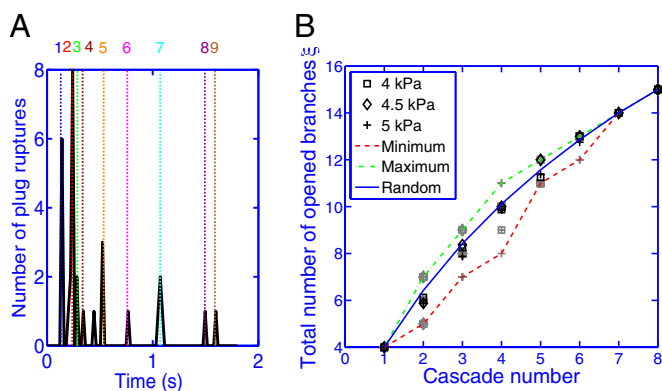 A
1 2 3 4 5 6 7 8 9
Number of plug ruptures
8
6
4
2
0
0 1 2
Time (s)
B
Total number of opened branches
16
14
12
10
8
6
4
4 kPa
4.5 kPa
5 kPa
Minimum
Maximum
Random
0 1 2 3 4 5 6 7 8
Cascade number